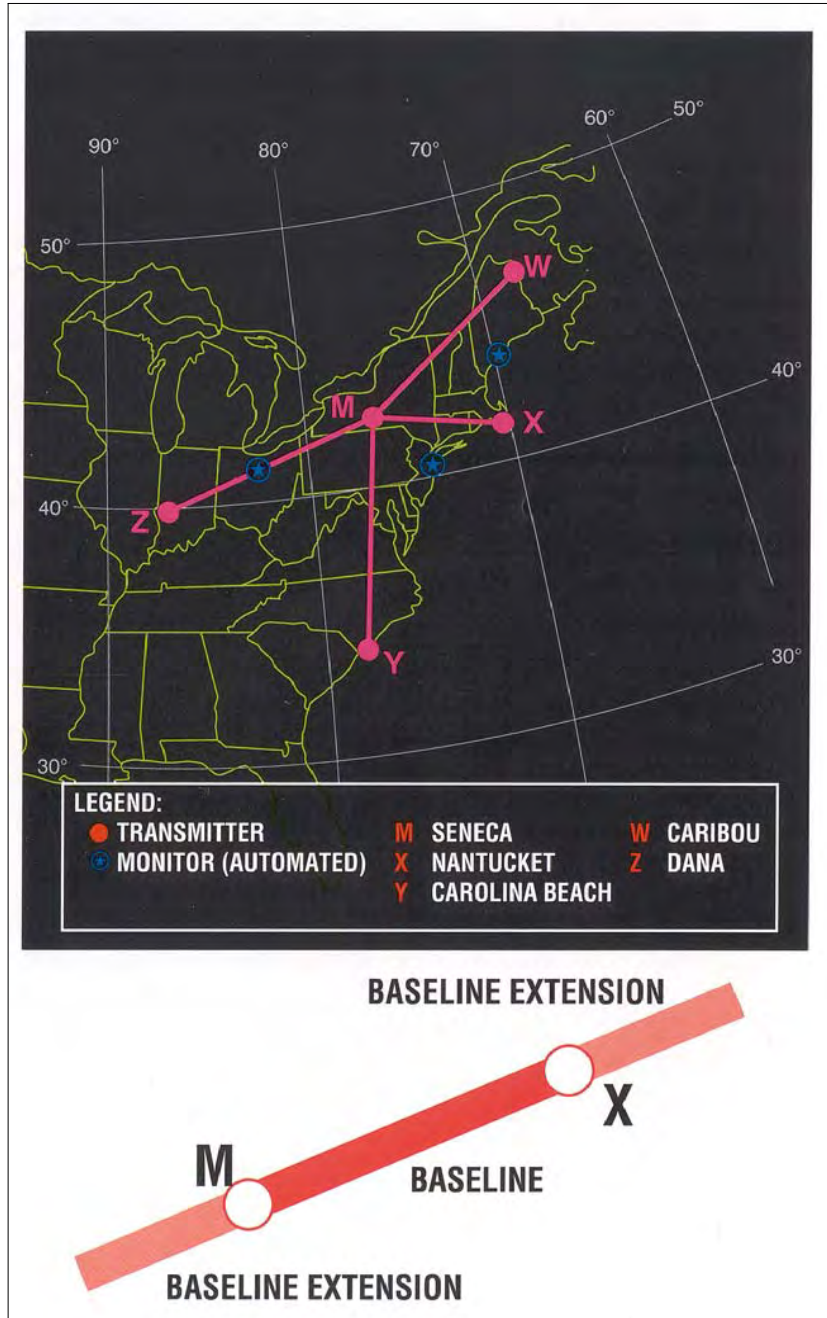 60° 50°
90° 80° 70°
50°
W
40°
M
X
40°
Z
Y
30°
30°
LEGEND:
TRANSMITTER M SENECA W CARIBOU
MONITOR (AUTOMATED) X NANTUCKET Z DANA
Y CAROLINA BEACH
BASELINE EXTENSION
X
M
BASELINE
BASELINE EXTENSION